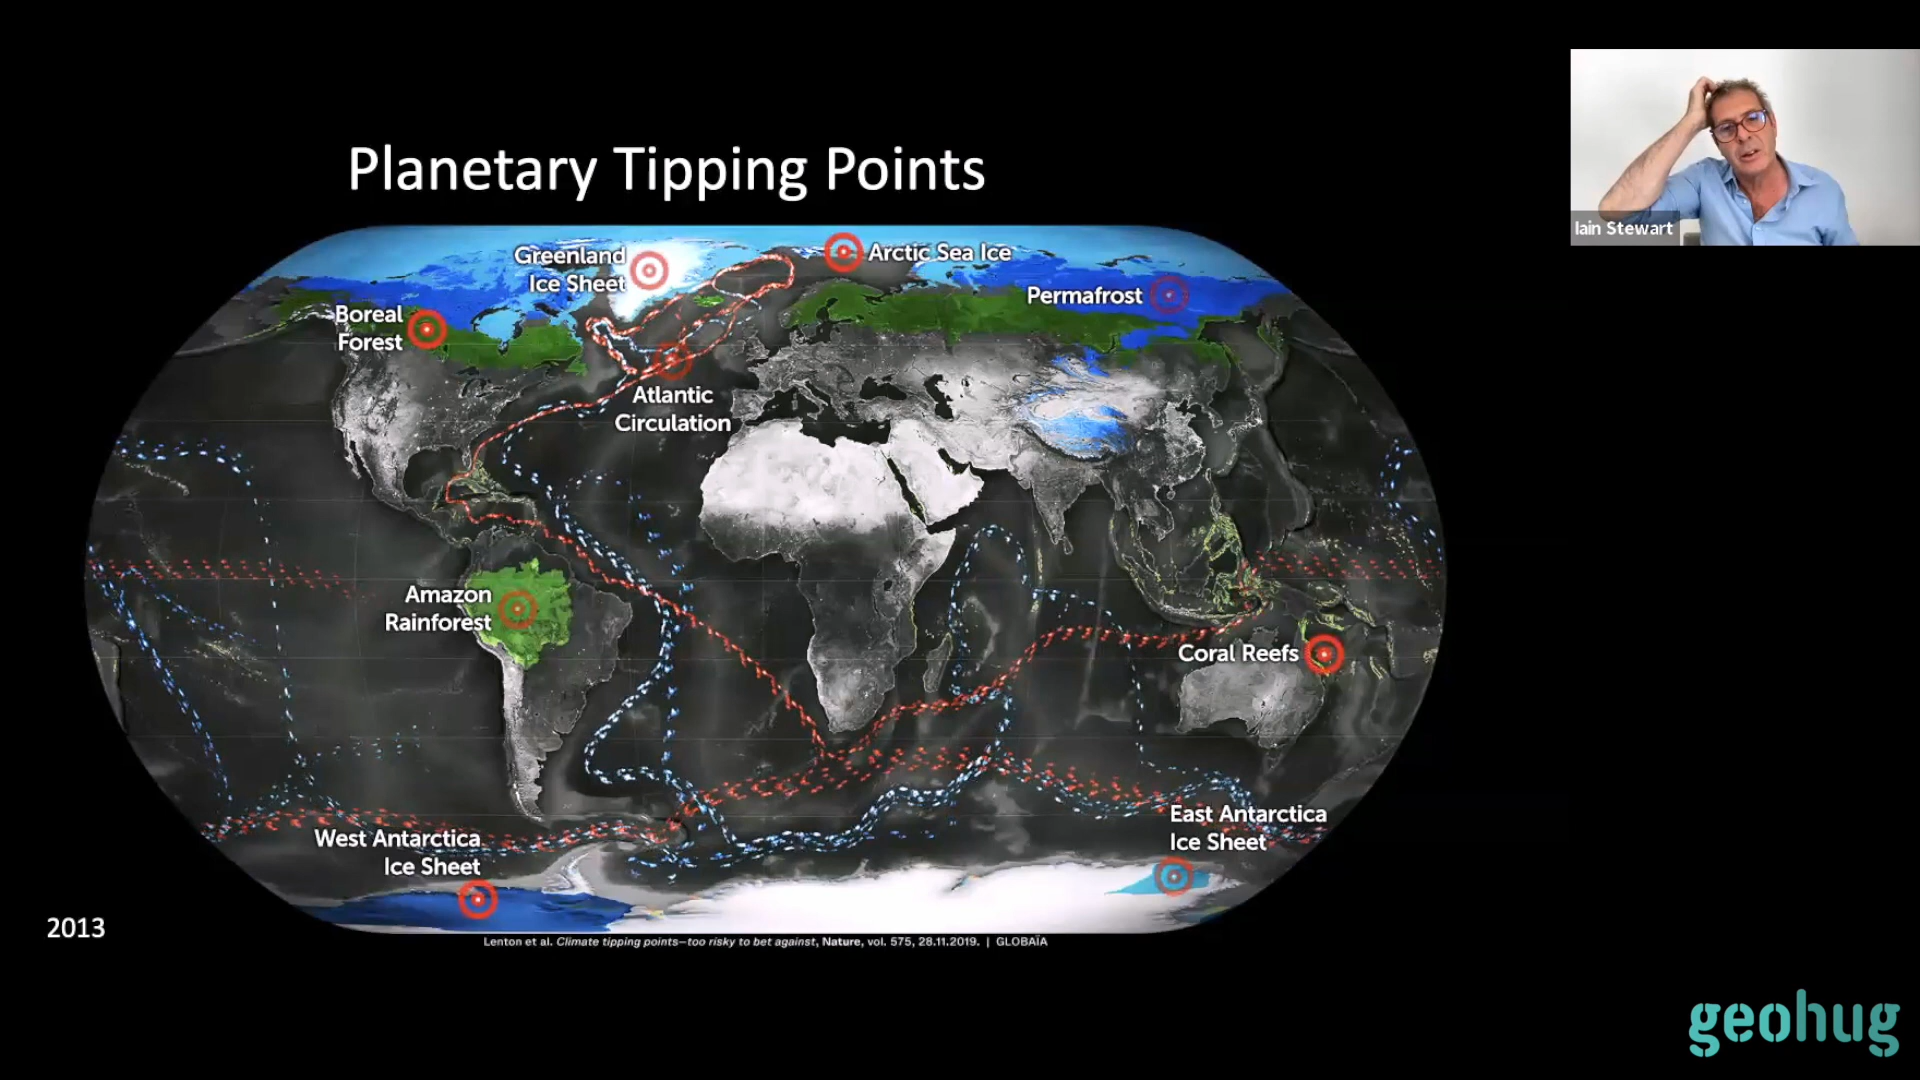 Planetary Tipping Points
Iain Stewart
Greenland
Ice Sheet
Arctic Sea Ice
Permafrost
Boreal
Forest
Atlantic
Circulation
Amazon
Rainforest
Coral Reefs
East Antarctica
Ice Sheet
West Antarctica
Ice Sheet
2013
Lenton et al. Climate tipping points—too risky to bet against, Nature, vol. 575, 28.11.2019. | GLOBAÏA
geohug